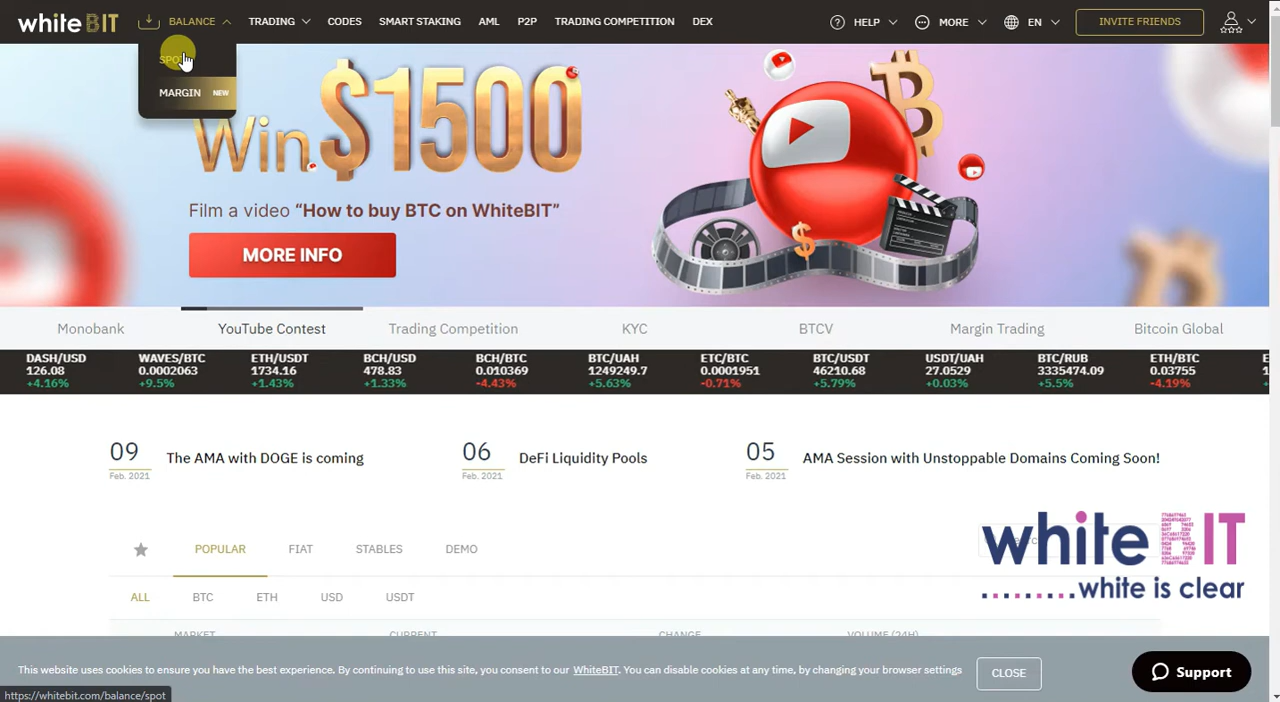 whiteBIT BALANCE TRADING CODES SMART STAKING AML P2P TRADING COMPETITION DEX HELP MORE EN INVITE FRIENDS
SPOT
MARGIN NEW
Win $1500
Film a video “How to buy BTC on WhiteBIT”
MORE INFO
Monobank YouTube Contest Trading Competition KYC BTCV Margin Trading Bitcoin Global
DASH/USD WAVES/BTC ETH/USDT BCH/USD BCH/BTC BTC/UAH ETC/BTC BTC/USDT USDT/UAH BTC/RUB ETH/BTC
126.08 0.0002063 1734.16 478.83 0.010369 1249249.7 0.0001951 46210.68 27.0529 3335474.09 0.03755
+4.16% +9.5% +1.43% +1.33% -4.43% +5.63% -0.71% +5.79% +0.03% +5.5% -4.19%
09 The AMA with DOGE is coming 06 DeFi Liquidity Pools 05 AMA Session with Unstoppable Domains Coming Soon!
Feb. 2021 Feb. 2021 Feb. 2021
POPULAR FIAT STABLES DEMO
whiteBIT
white is clear
ALL BTC ETH USD USDT
MARKET CURRENT CHANGE VOLUME (24H)
This website uses cookies to ensure you have the best experience. By continuing to use this site, you consent to our WhiteBIT. You can disable cookies at any time, by changing your browser settings CLOSE Support
https://whitebit.com/balance/spot